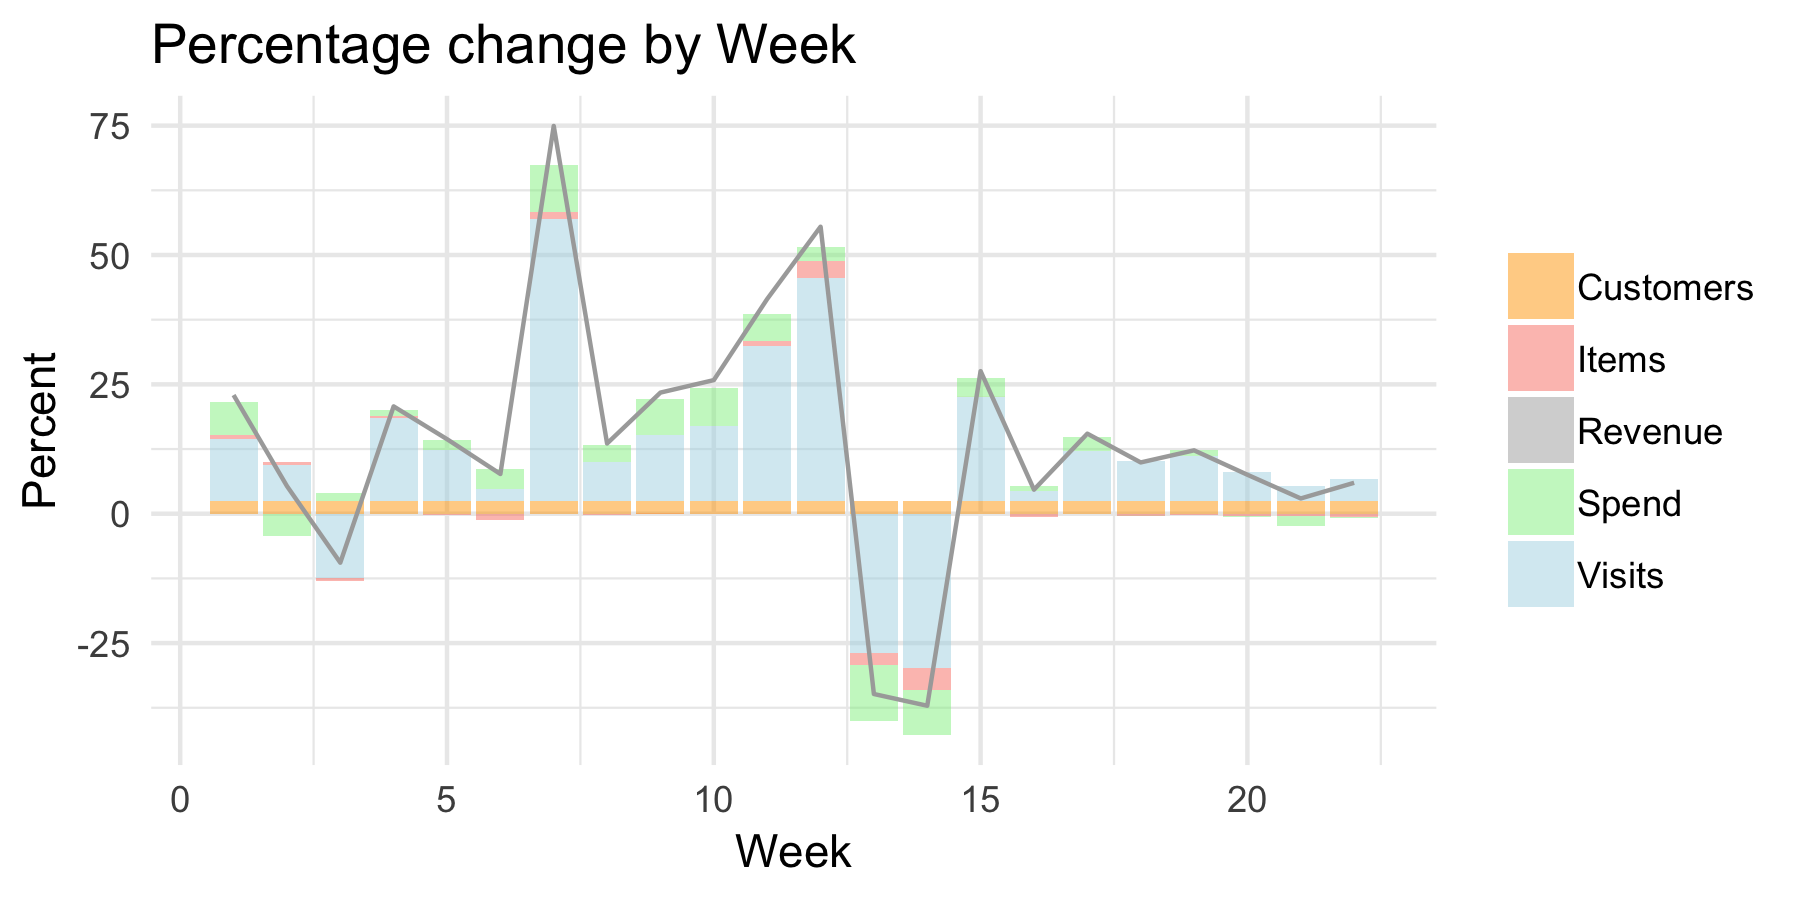 Percentage change by Week
Percent
75
50
25
0
-25
0 5 10 15 20
Week
Customers
Items
Revenue
Spend
Visits